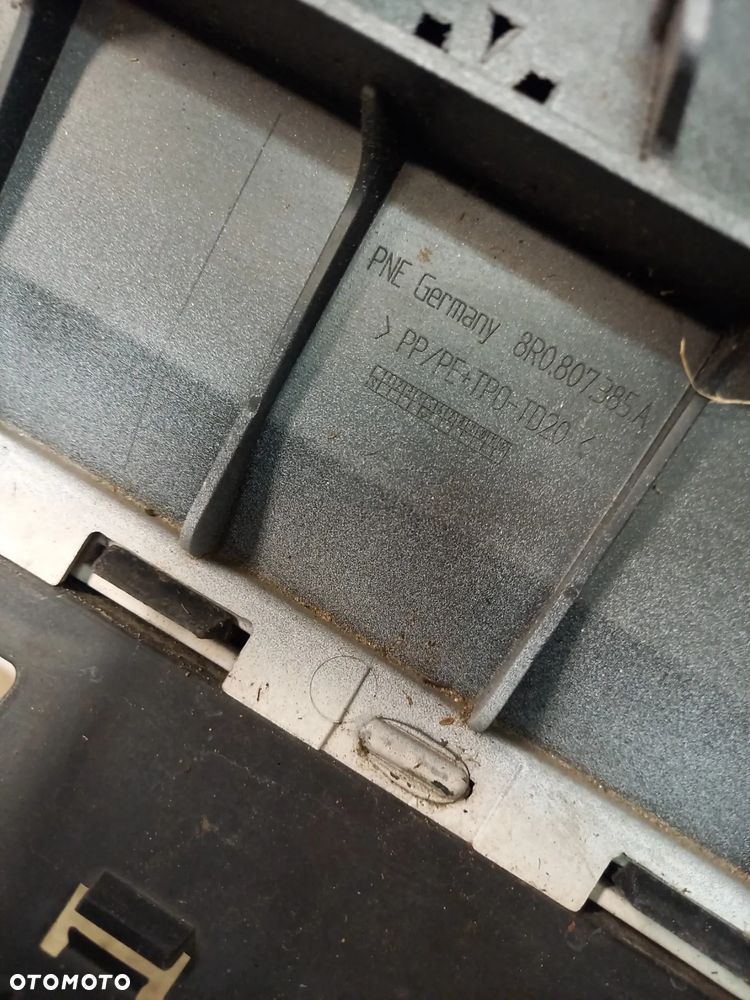 PNE Germany 8R0.807.385.A
> PP/PE+TPO-TD20 <
OTOMOTO